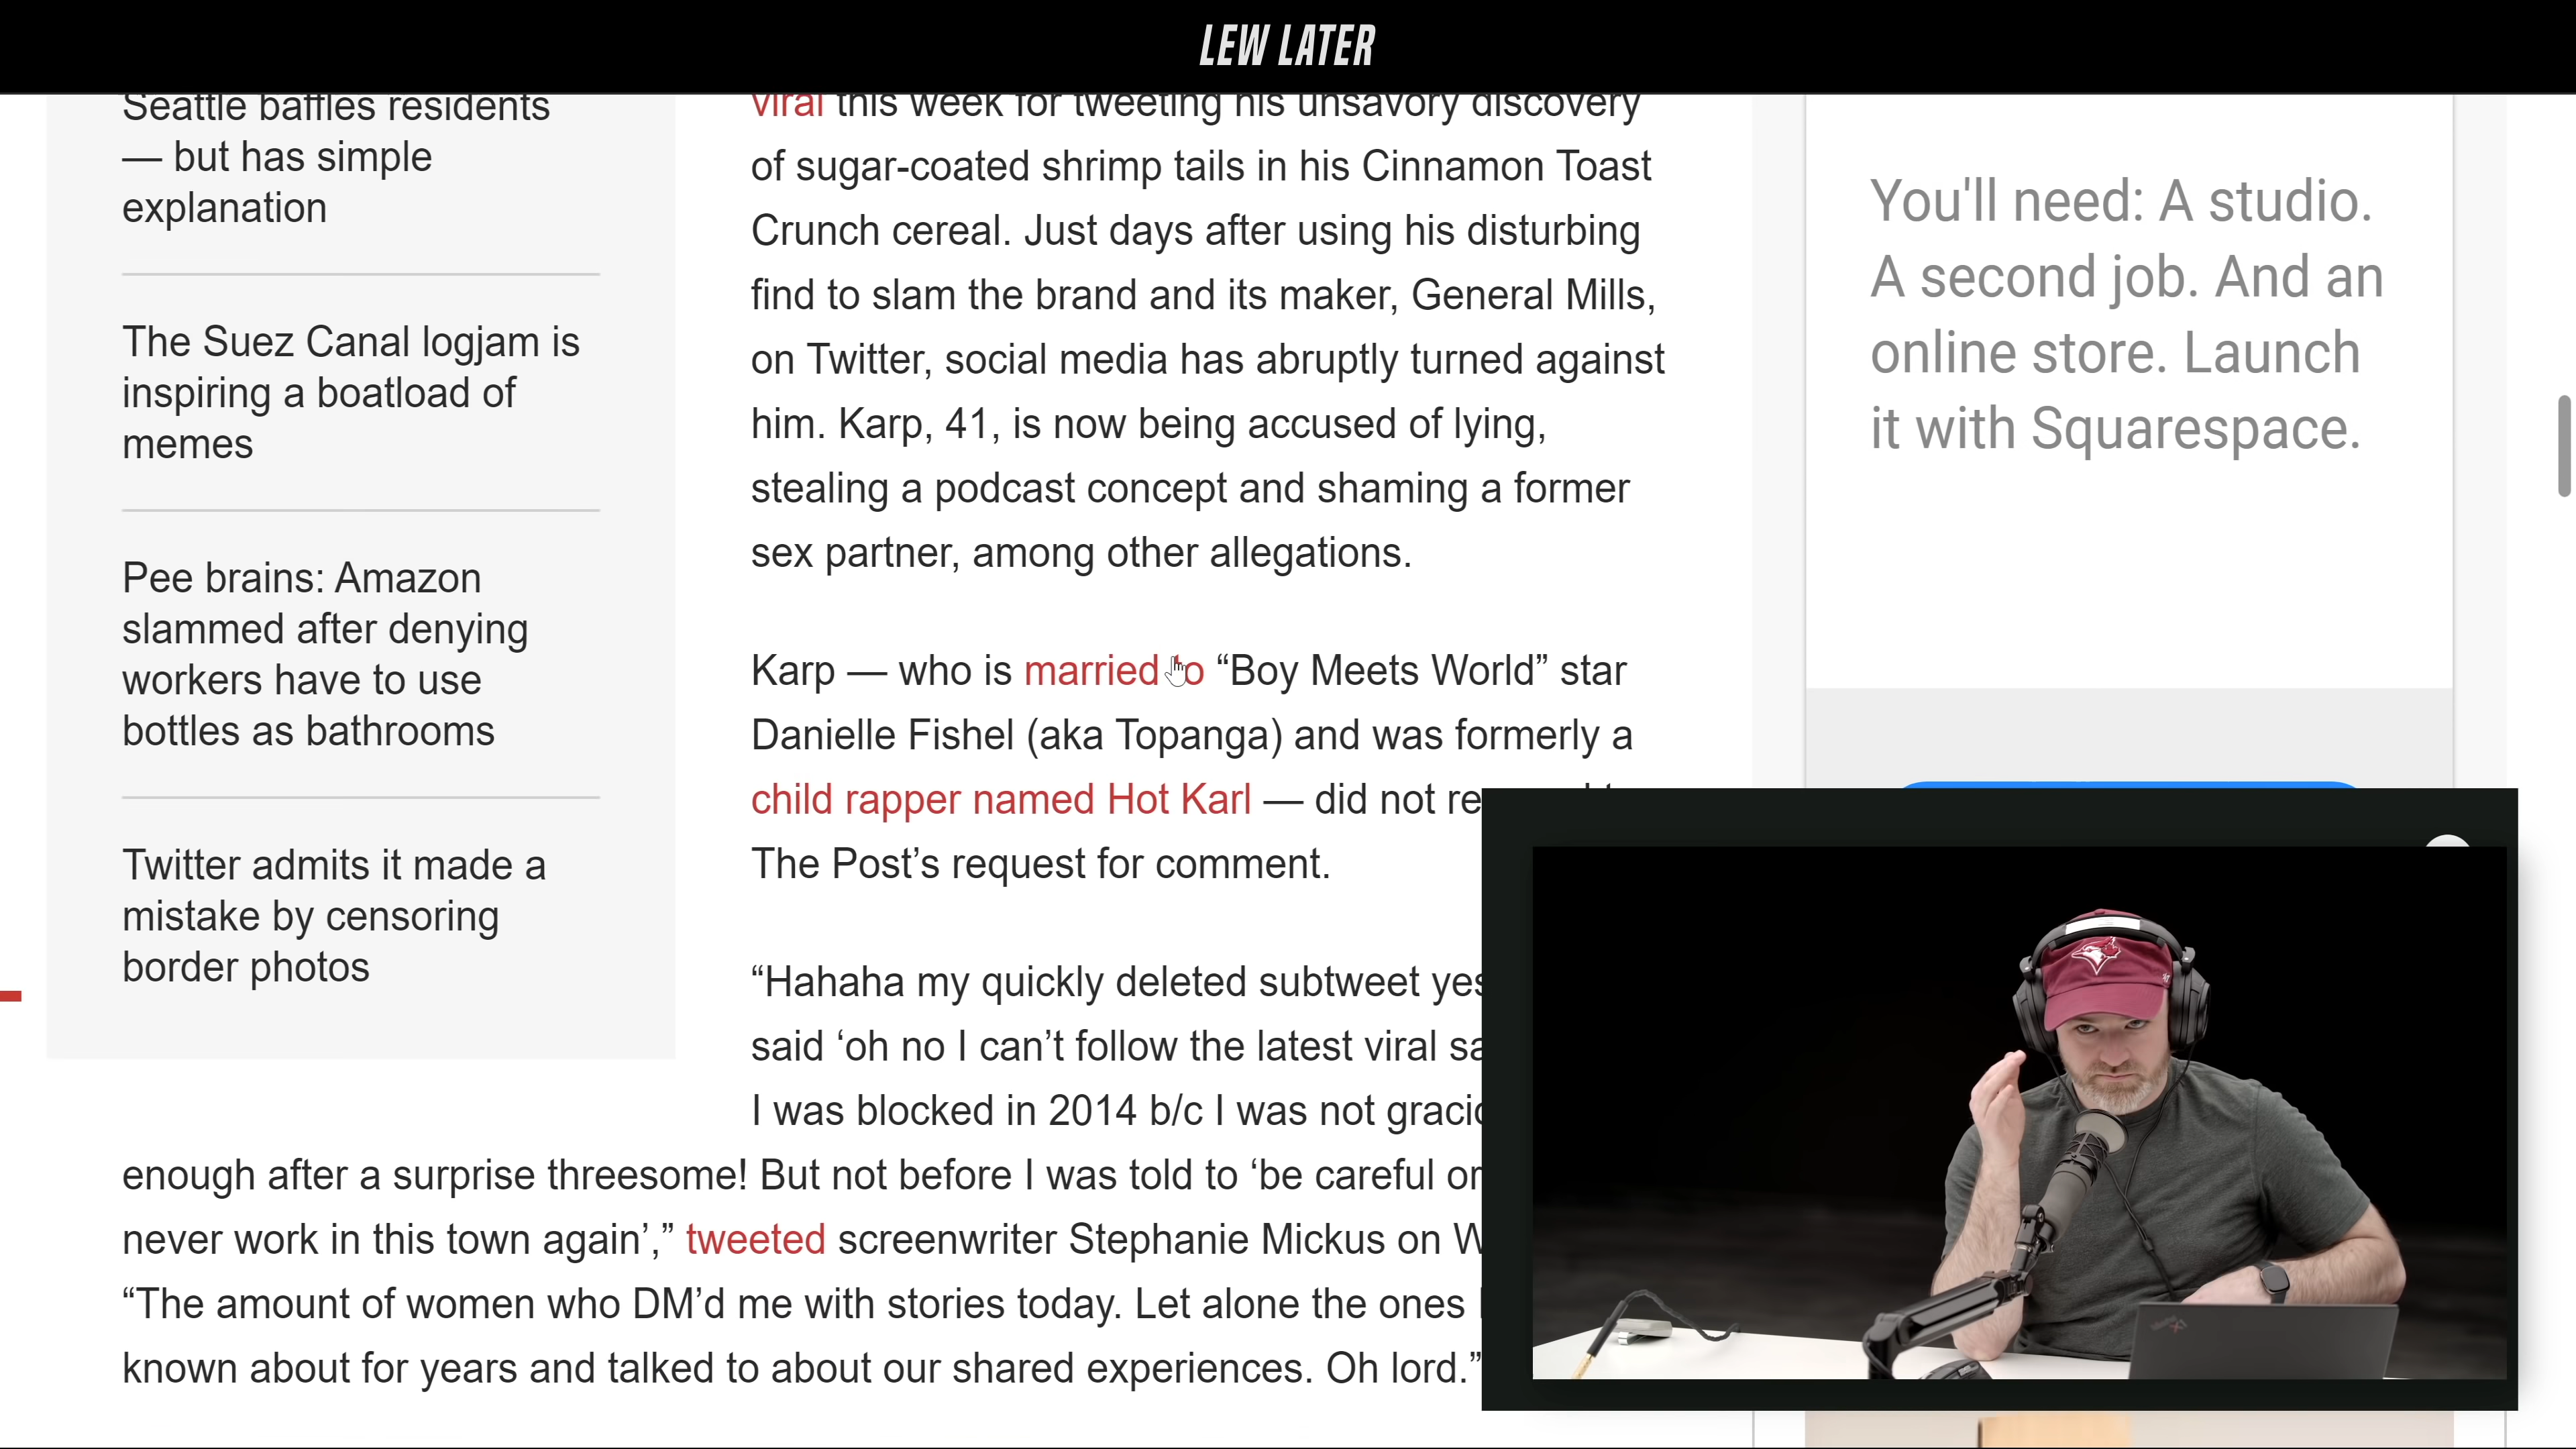 LEW LATER
Seattle baffles residents
— but has simple
explanation
The Suez Canal logjam is
inspiring a boatload of
memes
Pee brains: Amazon
slammed after denying
workers have to use
bottles as bathrooms
Twitter admits it made a
mistake by censoring
border photos
viral this week for tweeting his unsavory discovery
of sugar-coated shrimp tails in his Cinnamon Toast
Crunch cereal. Just days after using his disturbing
find to slam the brand and its maker, General Mills,
on Twitter, social media has abruptly turned against
him. Karp, 41, is now being accused of lying,
stealing a podcast concept and shaming a former
sex partner, among other allegations.
Karp — who is married to “Boy Meets World” star
Danielle Fishel (aka Topanga) and was formerly a
child rapper named Hot Karl — did not
The Post’s request for comment.
“Hahaha my quickly deleted subtweet
said ‘oh no I can’t follow the latest viral
I was blocked in 2014 b/c I was not
enough after a surprise threesome! But not before I was told to ‘be careful or
never work in this town again’,” tweeted screenwriter Stephanie Mickus on
“The amount of women who DM’d me with stories today. Let alone the ones
known about for years and talked to about our shared experiences. Oh lord.”
You'll need: A studio.
A second job. And an
online store. Launch
it with Squarespace.